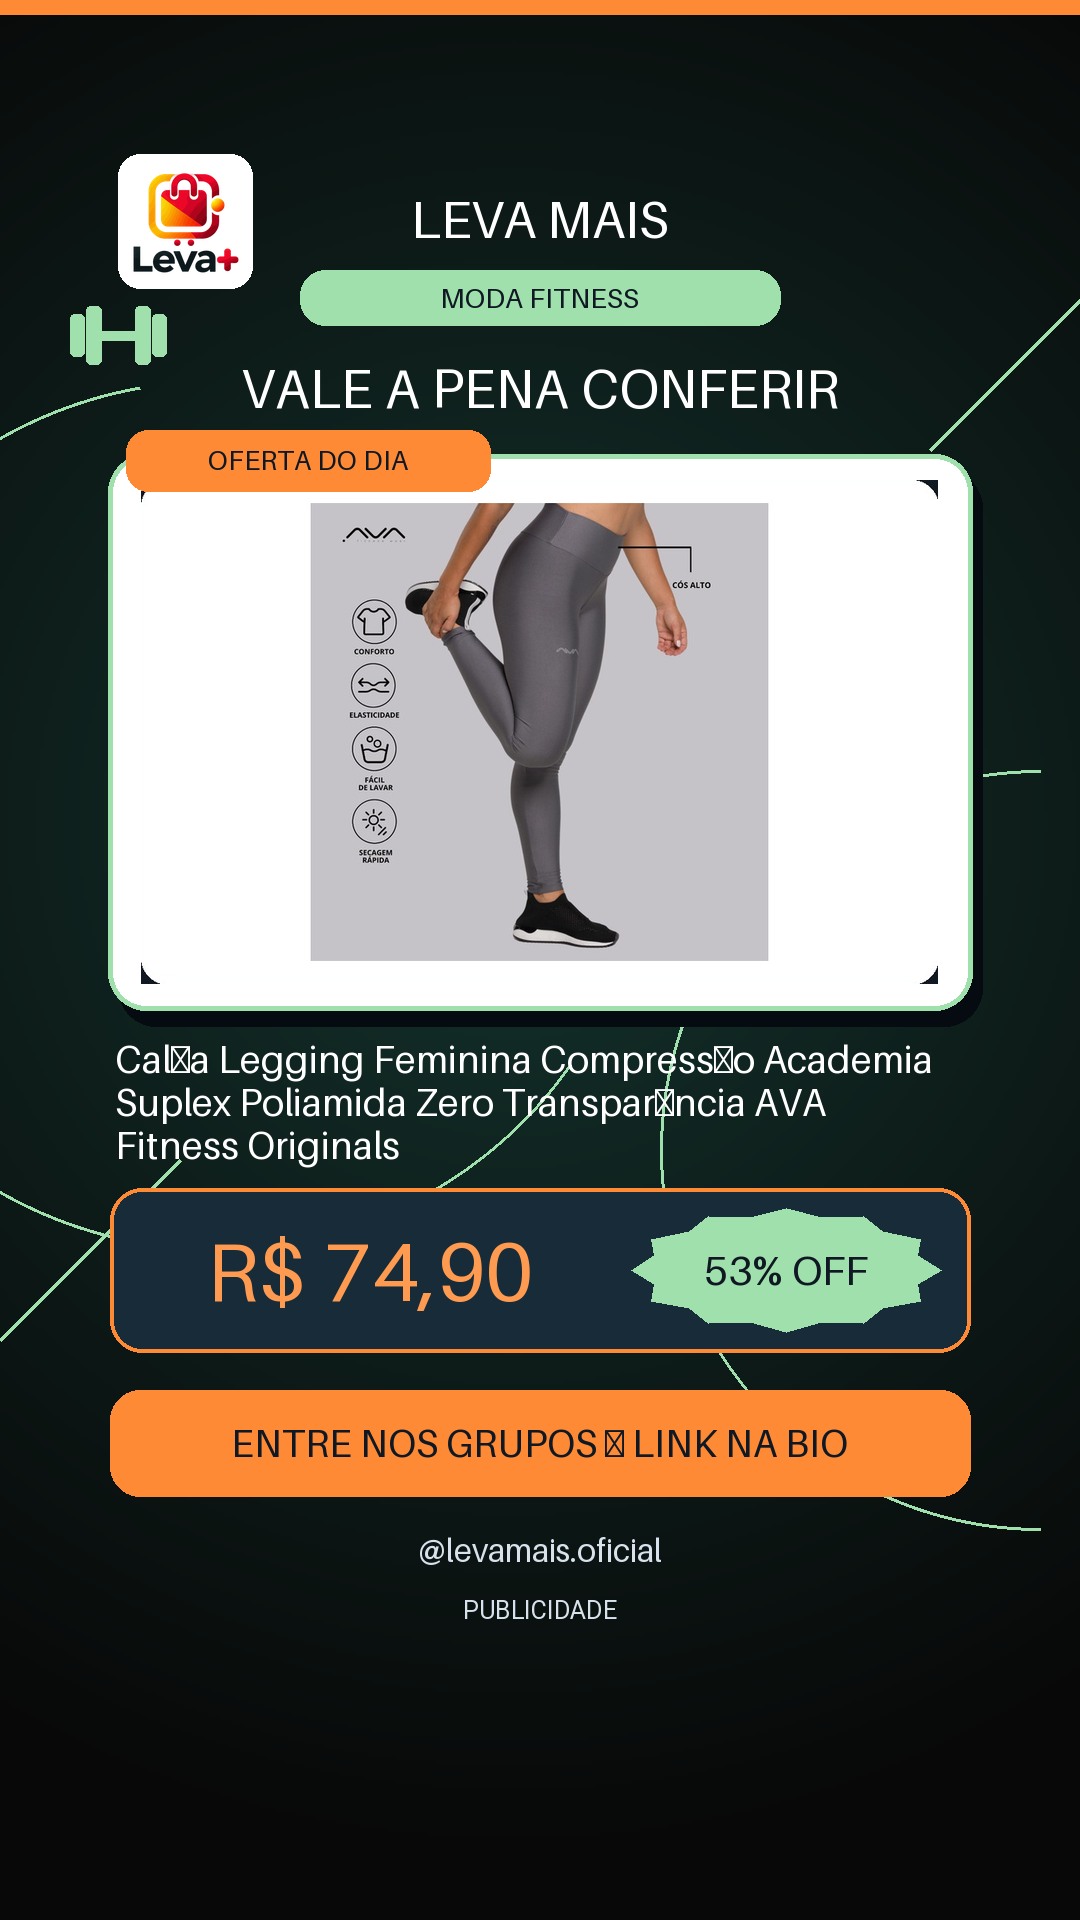 Leva+
LEVA MAIS
MODA FITNESS
VALE A PENA CONFERIR
OFERTA DO DIA
AVA
CÓS ALTO
CONFORTO
ELASTICIDADE
FÁCIL
DE LAVAR
SECAGEM
RÁPIDA
Cal☒a Legging Feminina Compress☒o Academia
Suplex Poliamida Zero Transpar☒ncia AVA
Fitness Originals
R$ 74,90
53% OFF
ENTRE NOS GRUPOS ☒ LINK NA BIO
@levamais.oficial
PUBLICIDADE